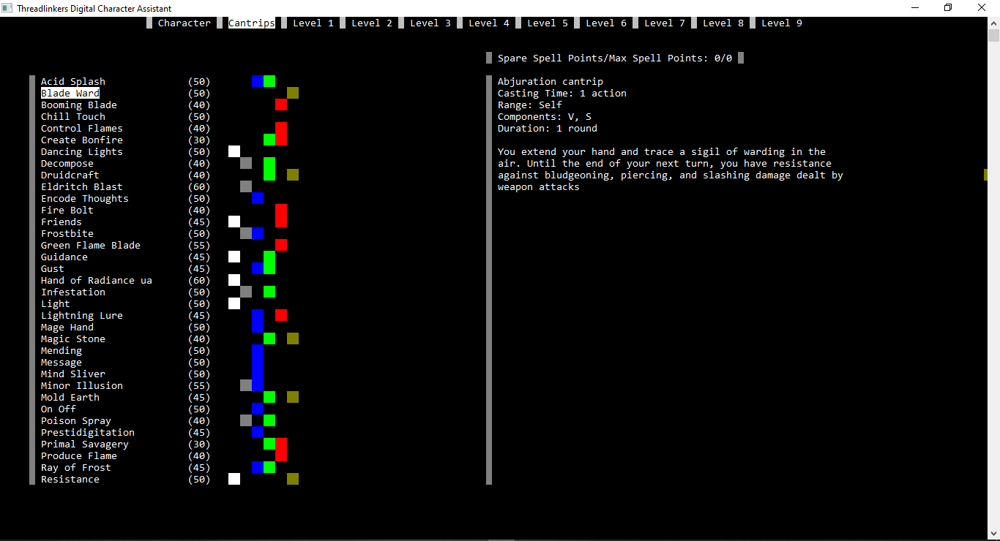 Threadlinkers Digital Character Assistant
Character Cantrips Level 1 Level 2 Level 3 Level 4 Level 5 Level 6 Level 7 Level 8 Level 9
Spare Spell Points/Max Spell Points: 0/0
Acid Splash (50)
Blade Ward (50)
Booming Blade (40)
Chill Touch (50)
Control Flames (40)
Create Bonfire (30)
Dancing Lights (50)
Decompose (40)
Druidcraft (40)
Eldritch Blast (60)
Encode Thoughts (50)
Fire Bolt (40)
Friends (45)
Frostbite (50)
Green Flame Blade (55)
Guidance (45)
Gust (45)
Hand of Radiance ua (60)
Infestation (50)
Light (50)
Lightning Lure (45)
Mage Hand (50)
Magic Stone (40)
Mending (50)
Message (50)
Mind Sliver (50)
Minor Illusion (55)
Mold Earth (45)
On Off (50)
Poison Spray (40)
Prestidigitation (45)
Primal Savagery (30)
Produce Flame (40)
Ray of Frost (45)
Resistance (50)
Abjuration cantrip
Casting Time: 1 action
Range: Self
Components: V, S
Duration: 1 round
You extend your hand and trace a sigil of warding in the
air. Until the end of your next turn, you have resistance
against bludgeoning, piercing, and slashing damage dealt by
weapon attacks